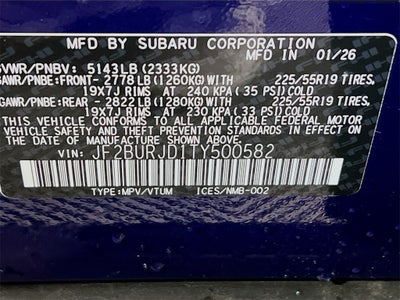 MFD BY SUBARU CORPORATION
MFD IN 01/26
GVWR/PNBV: 5143LB (2333KG)
GAWR/PNBE:FRONT- 2778 LB (1260KG) WITH 225/55R19 TIRES,
19X7J RIMS AT 240 KPA (35 PSI) COLD
GAWR/PNBE:REAR - 2822 LB (1280KG) WITH 225/55R19 TIRES,
19X7J RIMS AT 230 KPA (33 PSI) COLD
THIS VEHICLE CONFORMS TO ALL APPLICABLE FEDERAL MOTOR
VEHICLE SAFETY, BUMPER, AND THEFT PREVENTION STANDARDS IN
EFFECT ON THE DATE OF MANUFACTURE SHOWN ABOVE.
VIN: JF2BURJD1TY500582
TYPE:MPV/VTUM ICES/NMB-002